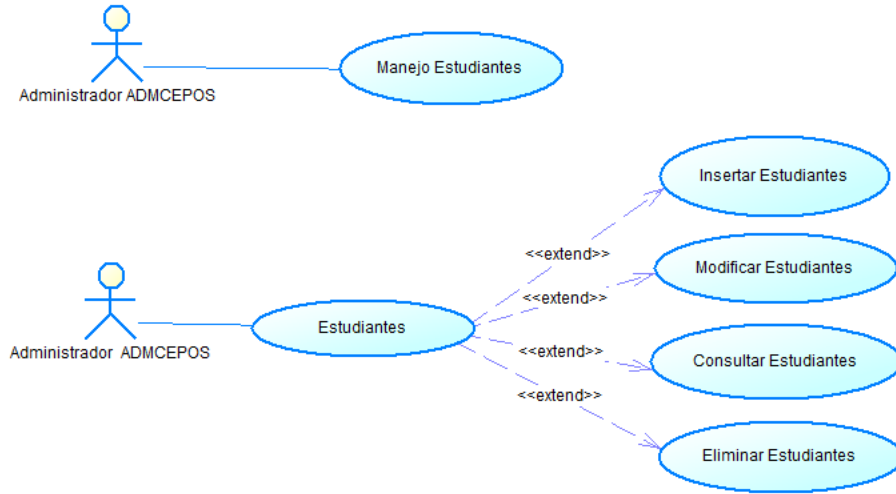 Manejo Estudiantes
Administrador ADMCEPOS
Insertar Estudiantes
<<extend>>
Modificar Estudiantes
<<extend>>
Estudiantes
Administrador ADMCEPOS
<<extend>>
Consultar Estudiantes
<<extend>>
Eliminar Estudiantes